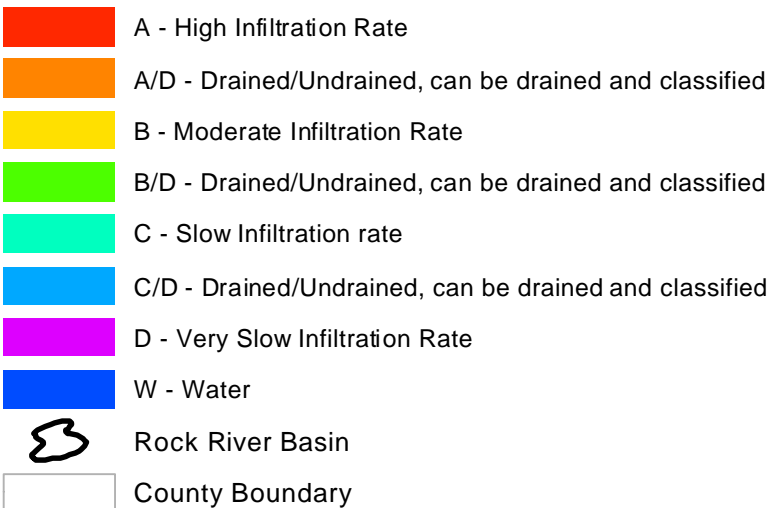 A - High Infiltration Rate
A/D - Drained/Undrained, can be drained and classified
B - Moderate Infiltration Rate
B/D - Drained/Undrained, can be drained and classified
C - Slow Infiltration rate
C/D - Drained/Undrained, can be drained and classified
D - Very Slow Infiltration Rate
W - Water
Rock River Basin
County Boundary